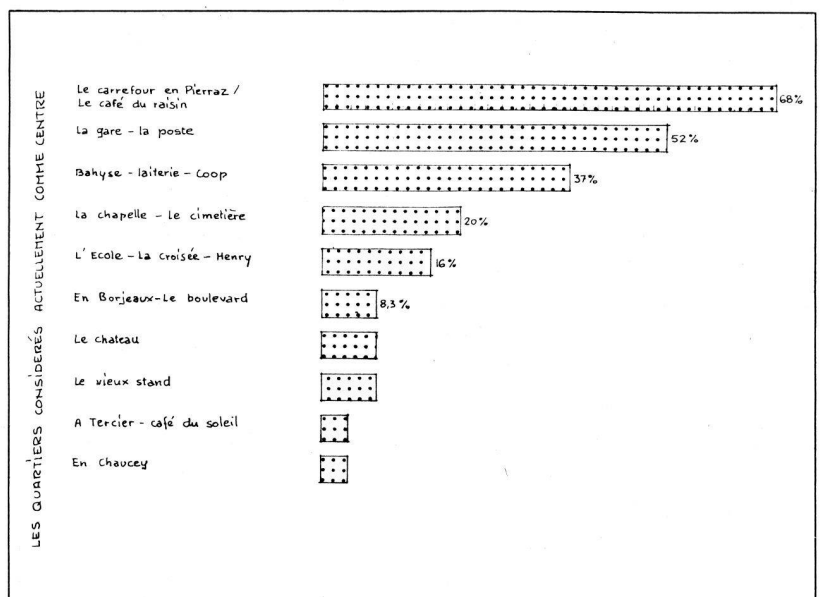 LES QUARTIERS CONSIDERÉS ACTUELLEMENT COMME CENTRE
Le carrefour en Pierraz /
Le café du raisin
68%
La gare - la poste
52%
Bahyse - laiterie - Coop
37%
La chapelle - Le cimetière
20%
L'Ecole - La Croisée - Henry
16%
En Borjeaux - Le boulevard
8,3%
Le chateau
Le vieux stand
A Tercier - café du soleil
En Chaucey